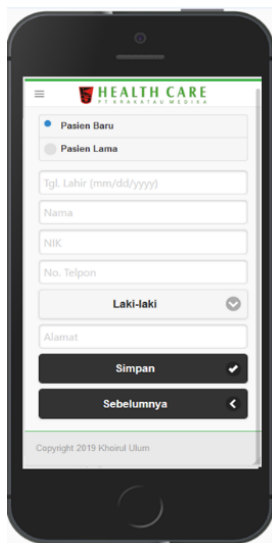 HEALTH CARE
PT KRAKATAU MEDIKA
Pasien Baru
Pasien Lama
Tgl. Lahir (mm/dd/yyyy)
Nama
NIK
No. Telpon
Laki-laki
Alamat
Simpan
Sebelumnya
Copyright 2019 Khoirul Ulum